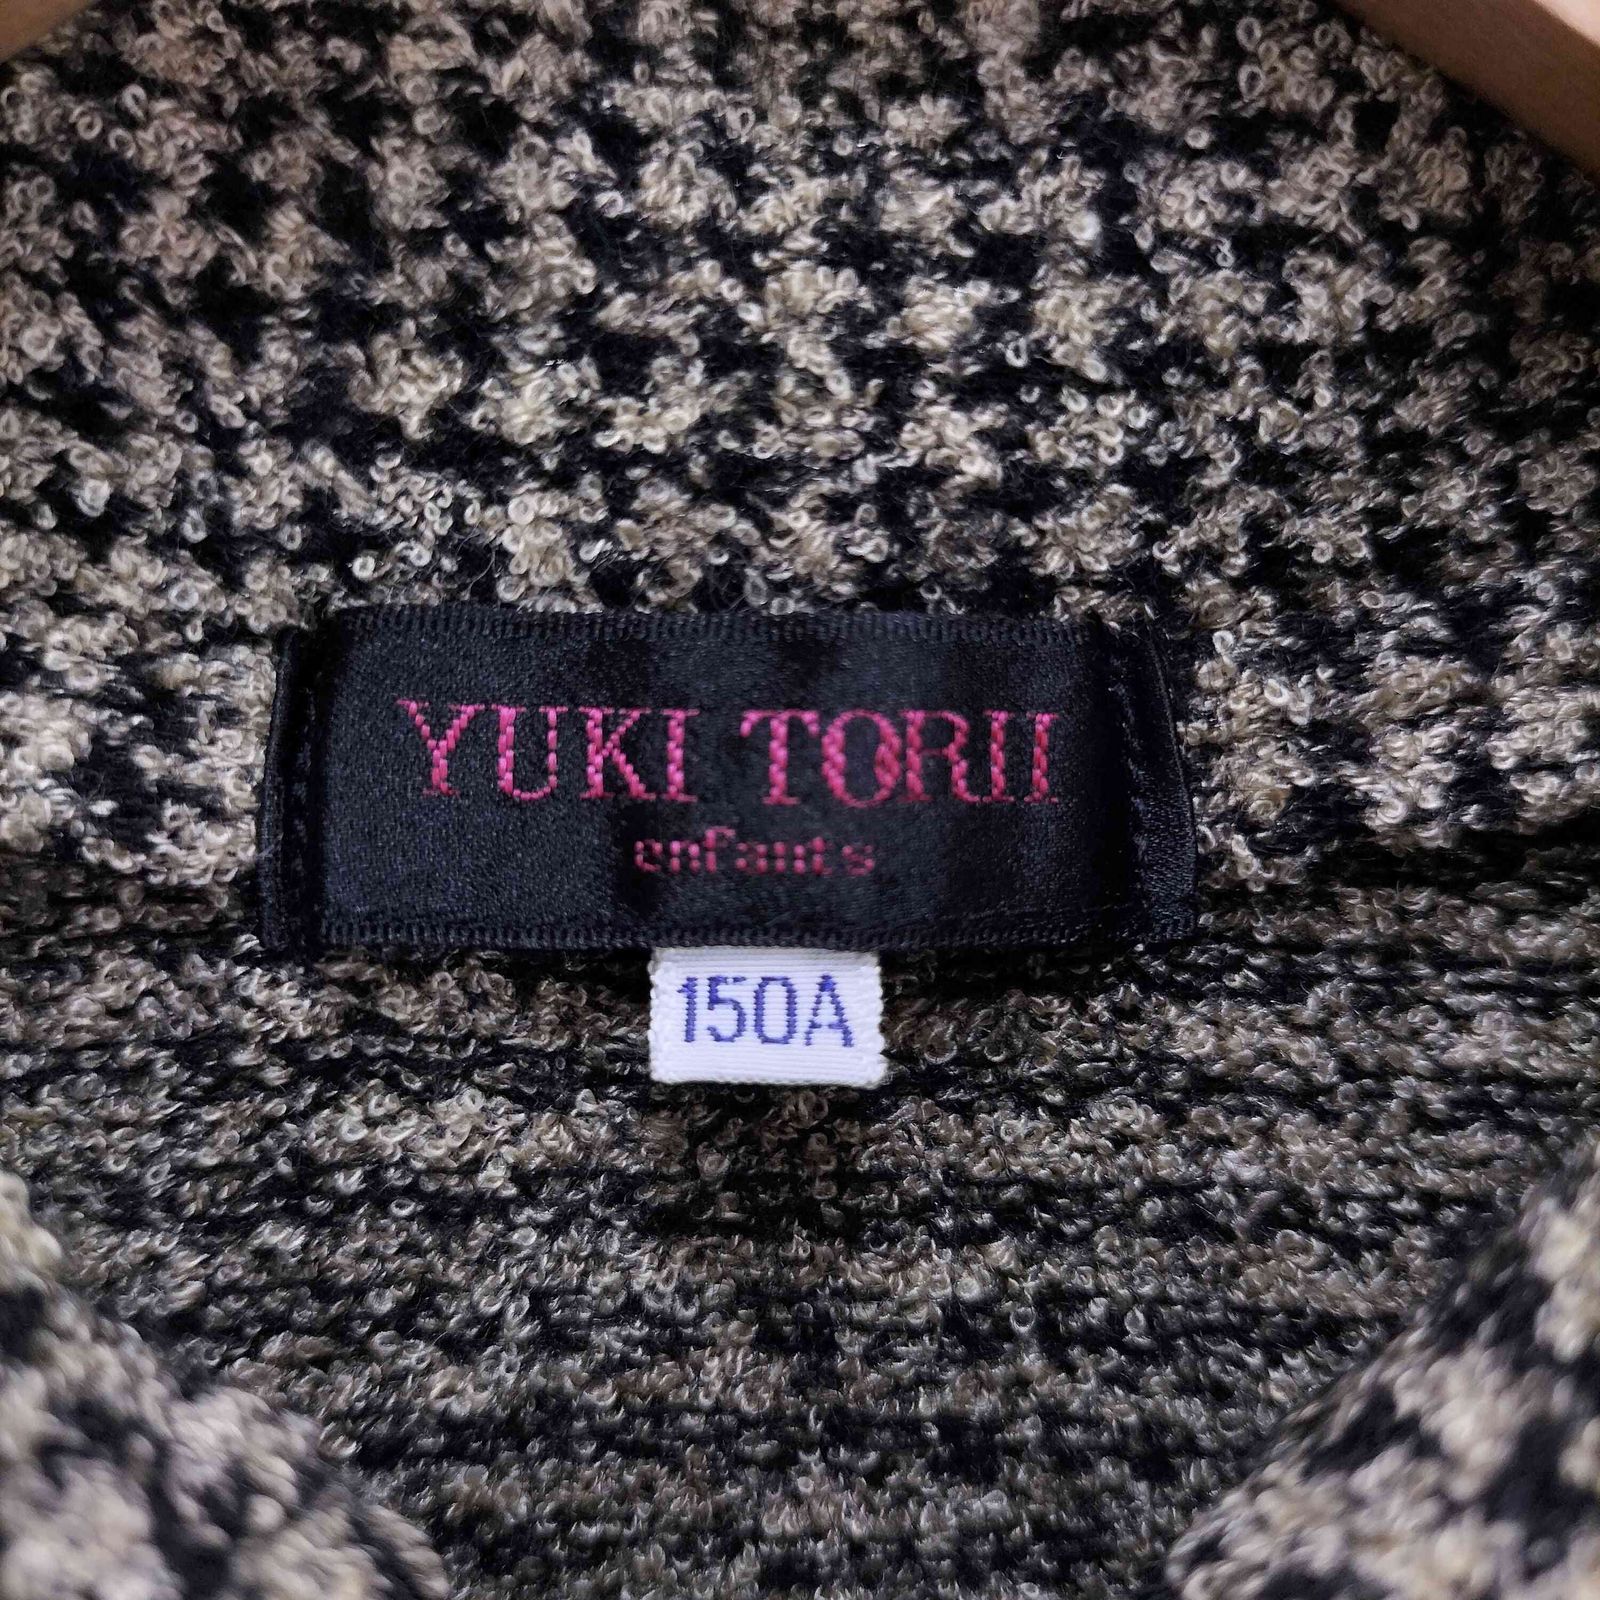 YUKI TORII
enfants
150A